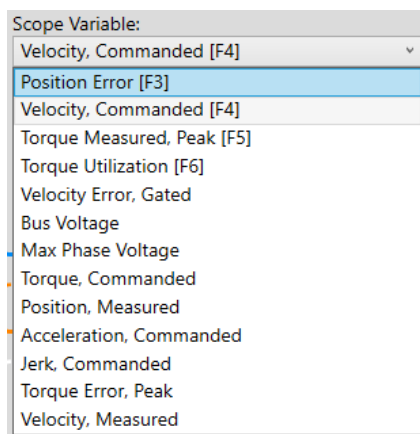 Scope Variable:
Velocity, Commanded [F4]
Position Error [F3]
Velocity, Commanded [F4]
Torque Measured, Peak [F5]
Torque Utilization [F6]
Velocity Error, Gated
Bus Voltage
Max Phase Voltage
Torque, Commanded
Position, Measured
Acceleration, Commanded
Jerk, Commanded
Torque Error, Peak
Velocity, Measured